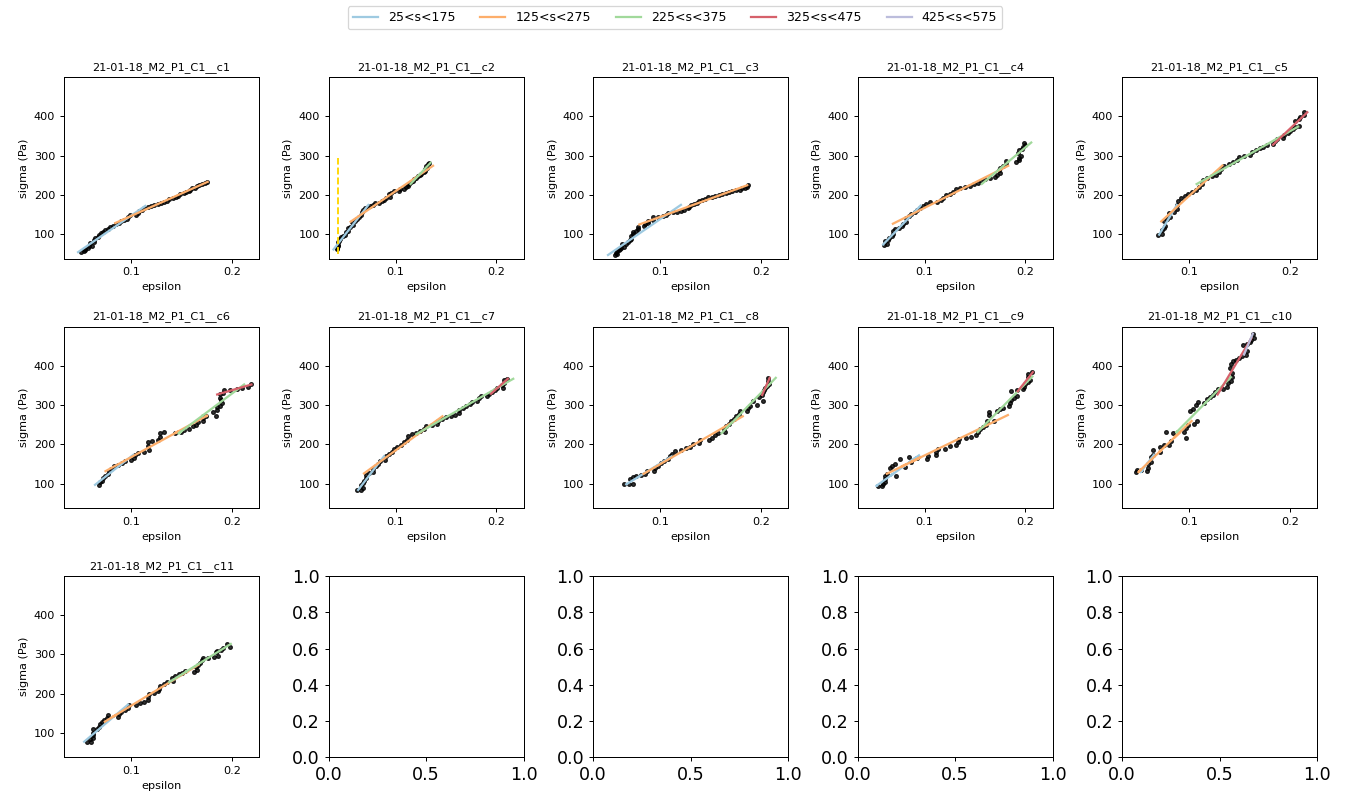 25<s<175 125<s<275 225<s<375 325<s<475 425<s<575
21-01-18_M2_P1_C1__c1 21-01-18_M2_P1_C1__c2 21-01-18_M2_P1_C1__c3 21-01-18_M2_P1_C1__c4 21-01-18_M2_P1_C1__c5
400 400 400 400 400
300 300 300 300 300
sigma (Pa) sigma (Pa) sigma (Pa) sigma (Pa) sigma (Pa)
200 200 200 200 200
100 100 100 100 100
0.1 0.2 0.1 0.2 0.1 0.2 0.1 0.2 0.1 0.2
epsilon epsilon epsilon epsilon epsilon
21-01-18_M2_P1_C1__c6 21-01-18_M2_P1_C1__c7 21-01-18_M2_P1_C1__c8 21-01-18_M2_P1_C1__c9 21-01-18_M2_P1_C1__c10
400 400 400 400 400
300 300 300 300 300
sigma (Pa) sigma (Pa) sigma (Pa) sigma (Pa) sigma (Pa)
200 200 200 200 200
100 100 100 100 100
0.1 0.2 0.1 0.2 0.1 0.2 0.1 0.2 0.1 0.2
epsilon epsilon epsilon epsilon epsilon
21-01-18_M2_P1_C1__c11
1.0 1.0 1.0 1.0
400 0.8 0.8 0.8 0.8
300 0.6 0.6 0.6 0.6
sigma (Pa)
200 0.4 0.4 0.4 0.4
100 0.2 0.2 0.2 0.2
0.0 0.0 0.0 0.0
0.1 0.2 0.0 0.5 1.0 0.0 0.5 1.0 0.0 0.5 1.0 0.0 0.5 1.0
epsilon